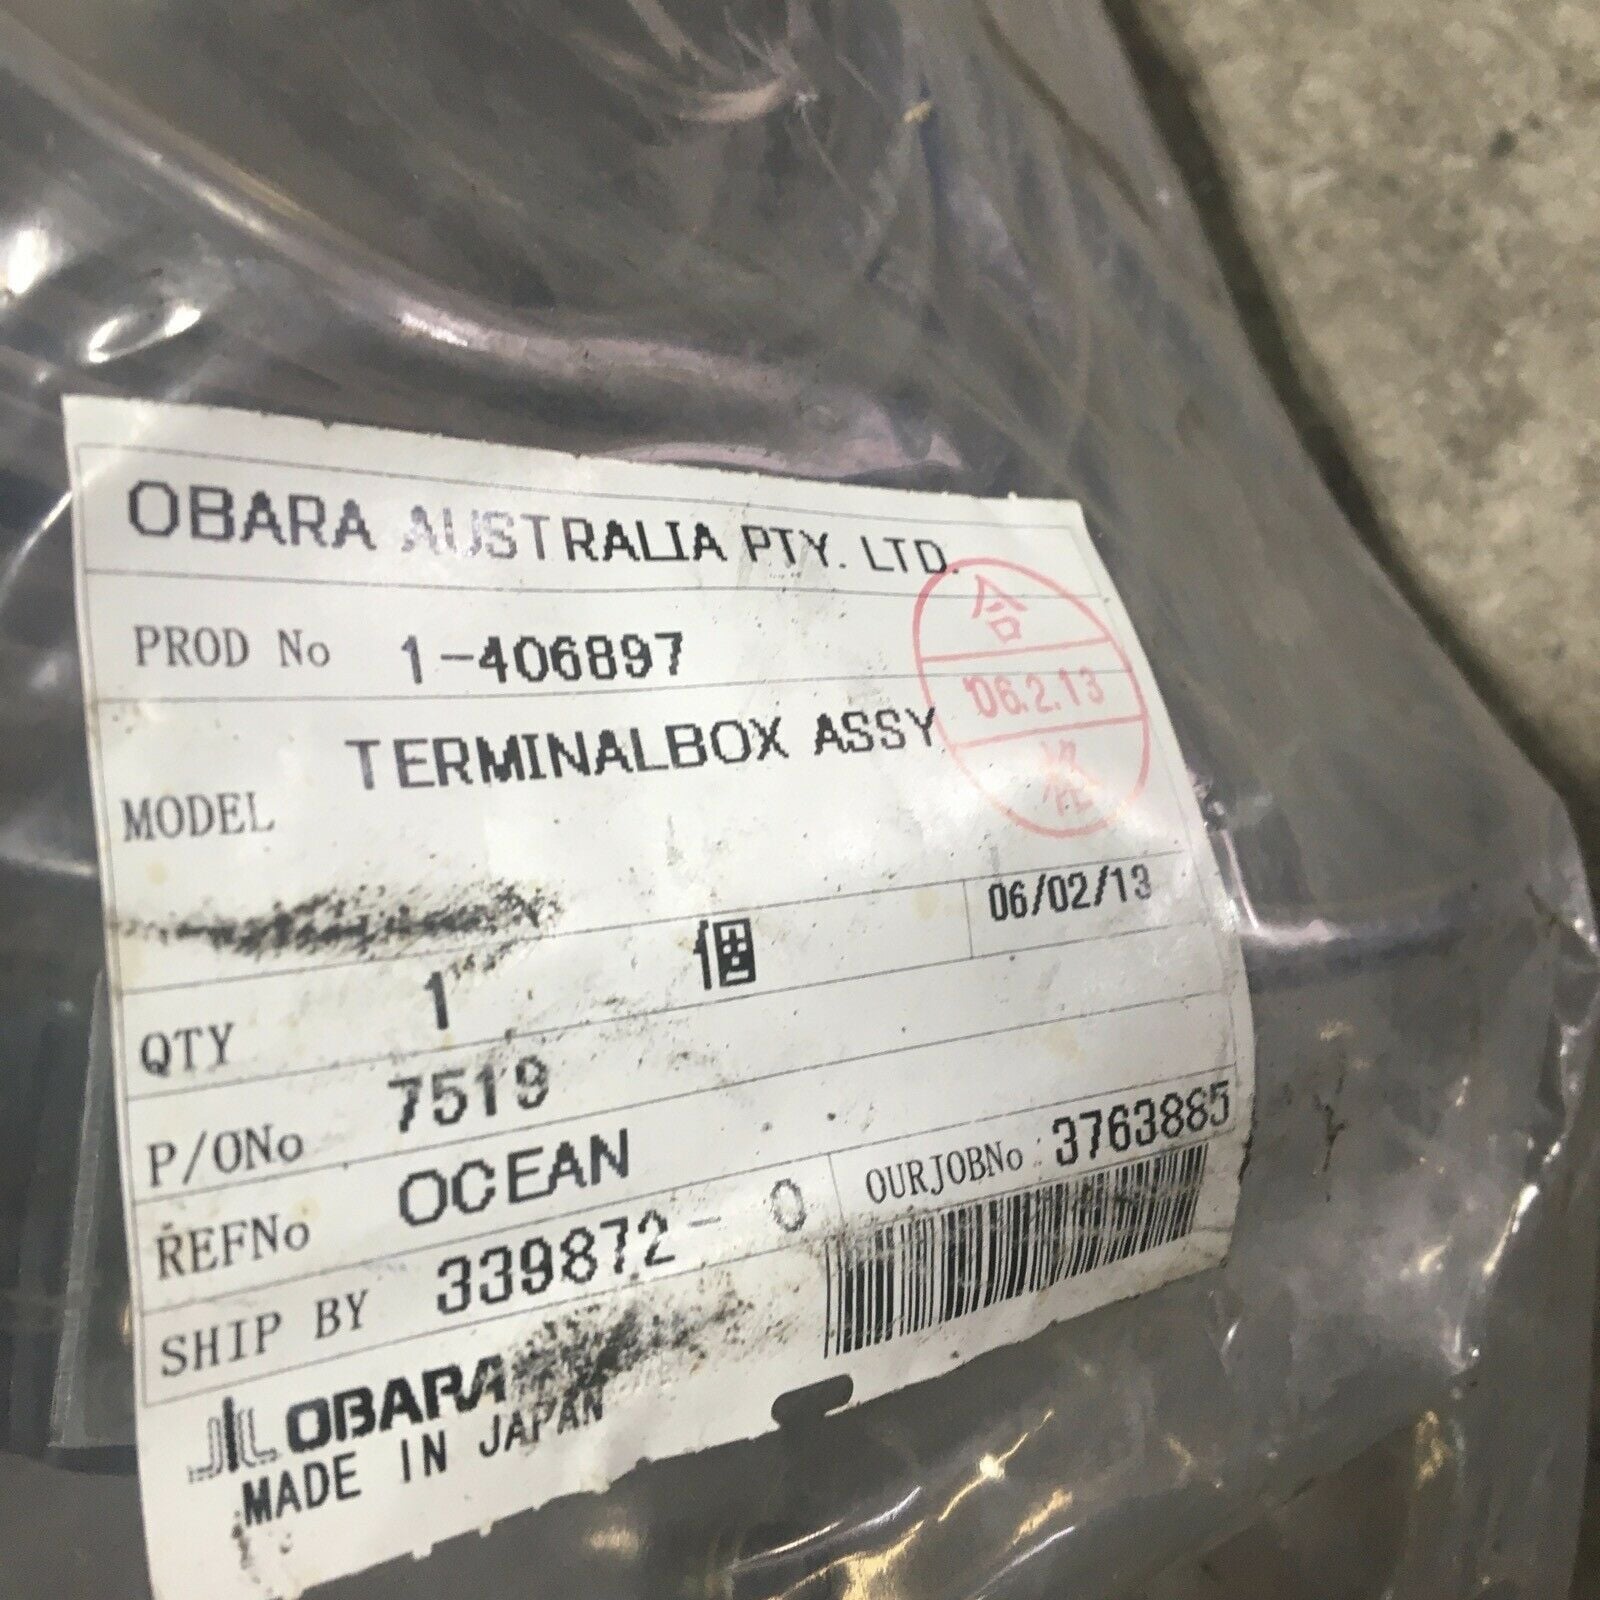 OBARA AUSTRALIA PTY. LTD.
PROD No 1-406897
合
'06.2.13
格
MODEL TERMINALBOX ASSY
06/02/13
QTY 1 個
P/ONo 7519
REFNo OCEAN
OURJOBNo 3763885
SHIP BY 339872- 0
OBARA
MADE IN JAPAN